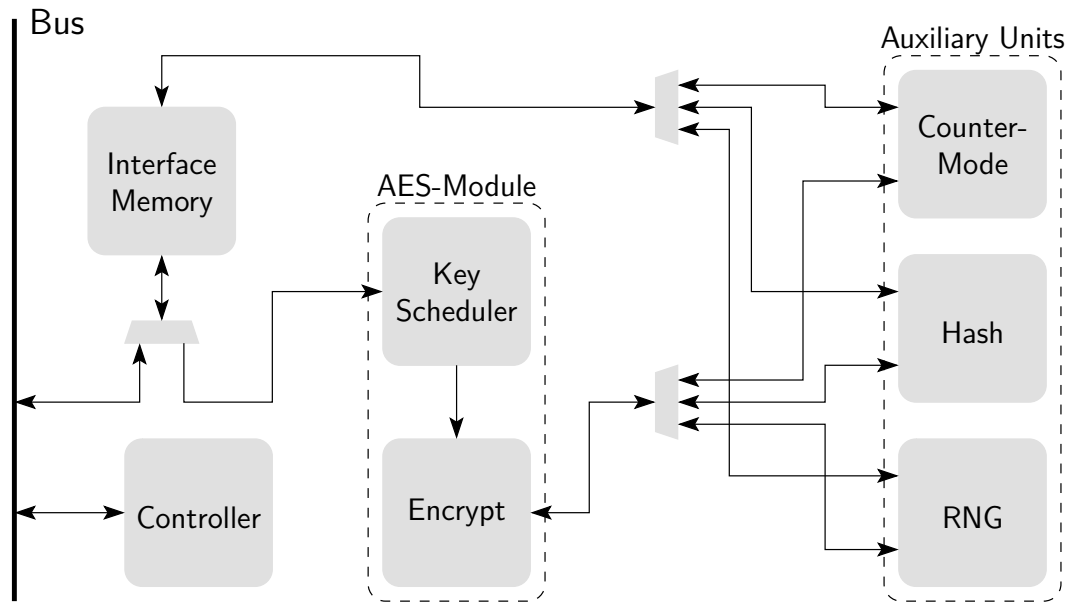 Bus
Auxiliary Units
Counter-
Mode
Interface
Memory
AES-Module
Key
Scheduler
Hash
Controller
Encrypt
RNG